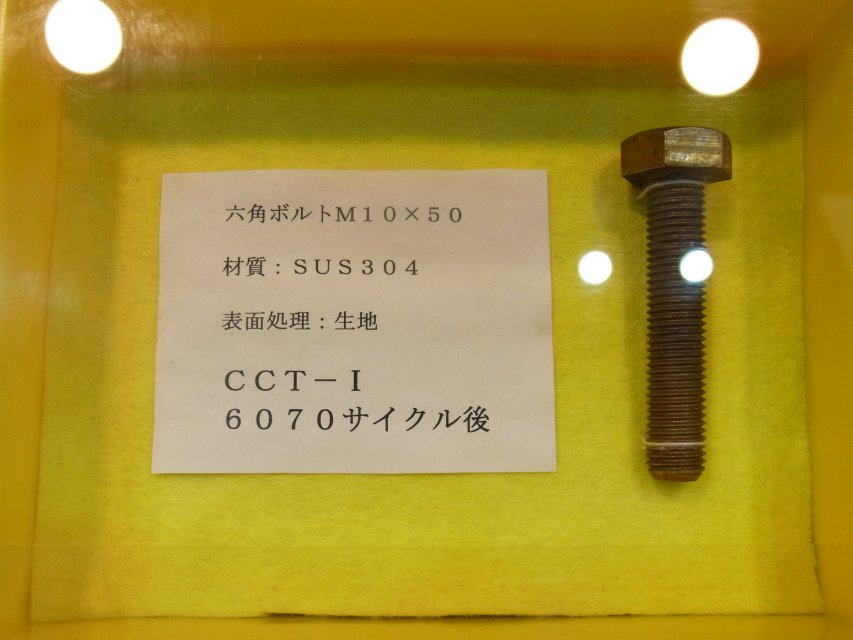 六角ボルトＭ１０×５０
材質：ＳＵＳ３０４
表面処理：生地
ＣＣＴ－Ｉ
６０７０サイクル後